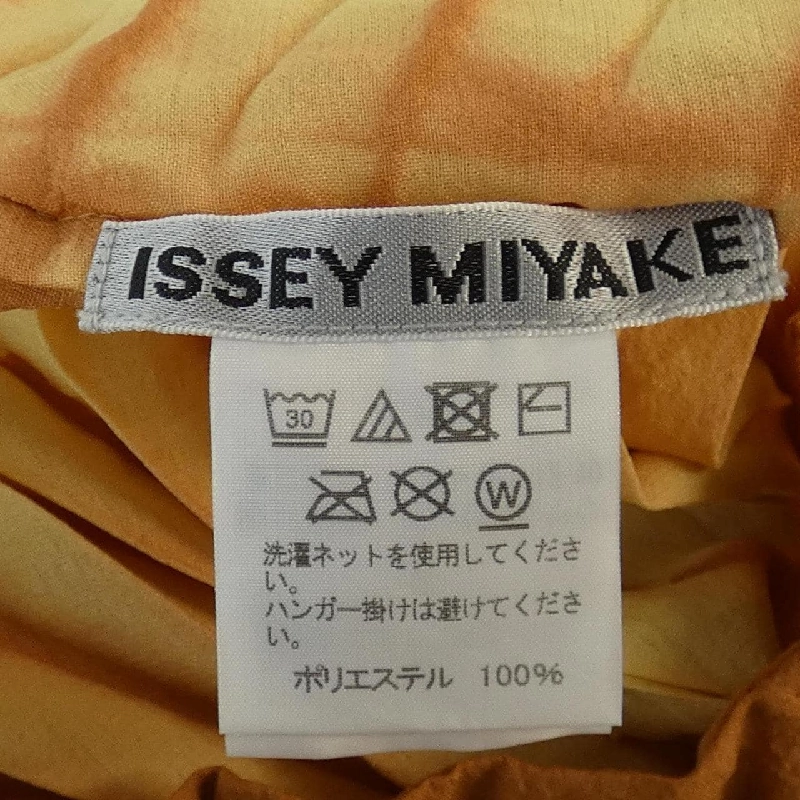 ISSEY MIYAKE
30
W
洗濯ネットを使用してくださ
い。
ハンガー掛けは避けてくださ
い。
ポリエステル 100%